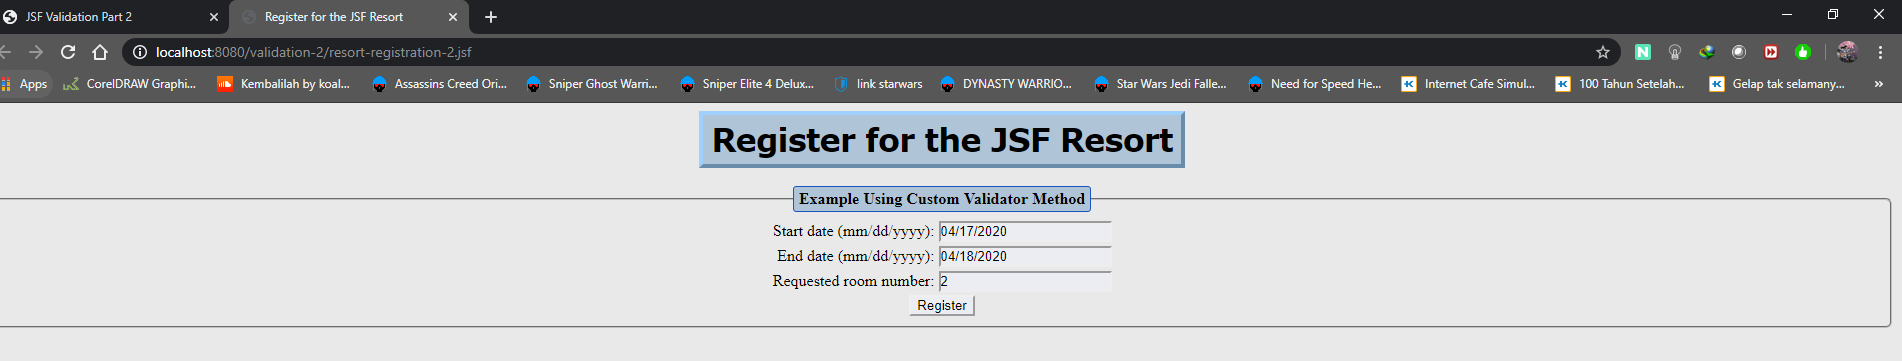 JSF Validation Part 2
Register for the JSF Resort
localhost:8080/validation-2/resort-registration-2.jsf
Apps CorelDRAW Graphi... Kembalilah by koal... Assassins Creed Ori... Sniper Ghost Warri... Sniper Elite 4 Delux... link starwars DYNASTY WARRIO... Star Wars Jedi Falle... Need for Speed He... Internet Cafe Simul... 100 Tahun Setelah... Gelap tak selamany... »
Register for the JSF Resort
Example Using Custom Validator Method
Start date (mm/dd/yyyy): 04/17/2020
End date (mm/dd/yyyy): 04/18/2020
Requested room number: 2
Register